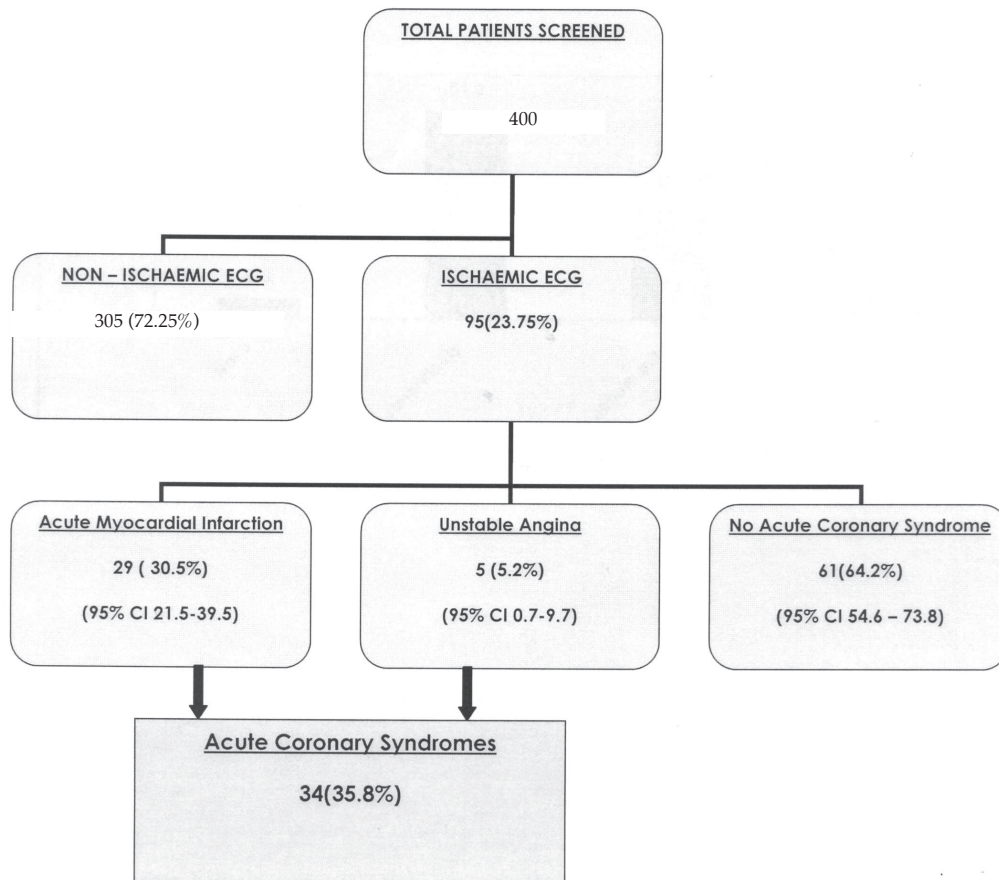 TOTAL PATIENTS SCREENED
400
NON – ISCHAEMIC ECG
305 (72.25%)
ISCHAEMIC ECG
95(23.75%)
Acute Myocardial Infarction
29 ( 30.5%)
(95% CI 21.5-39.5)
Unstable Angina
5 (5.2%)
(95% CI 0.7-9.7)
No Acute Coronary Syndrome
61(64.2%)
(95% CI 54.6 – 73.8)
Acute Coronary Syndromes
34(35.8%)